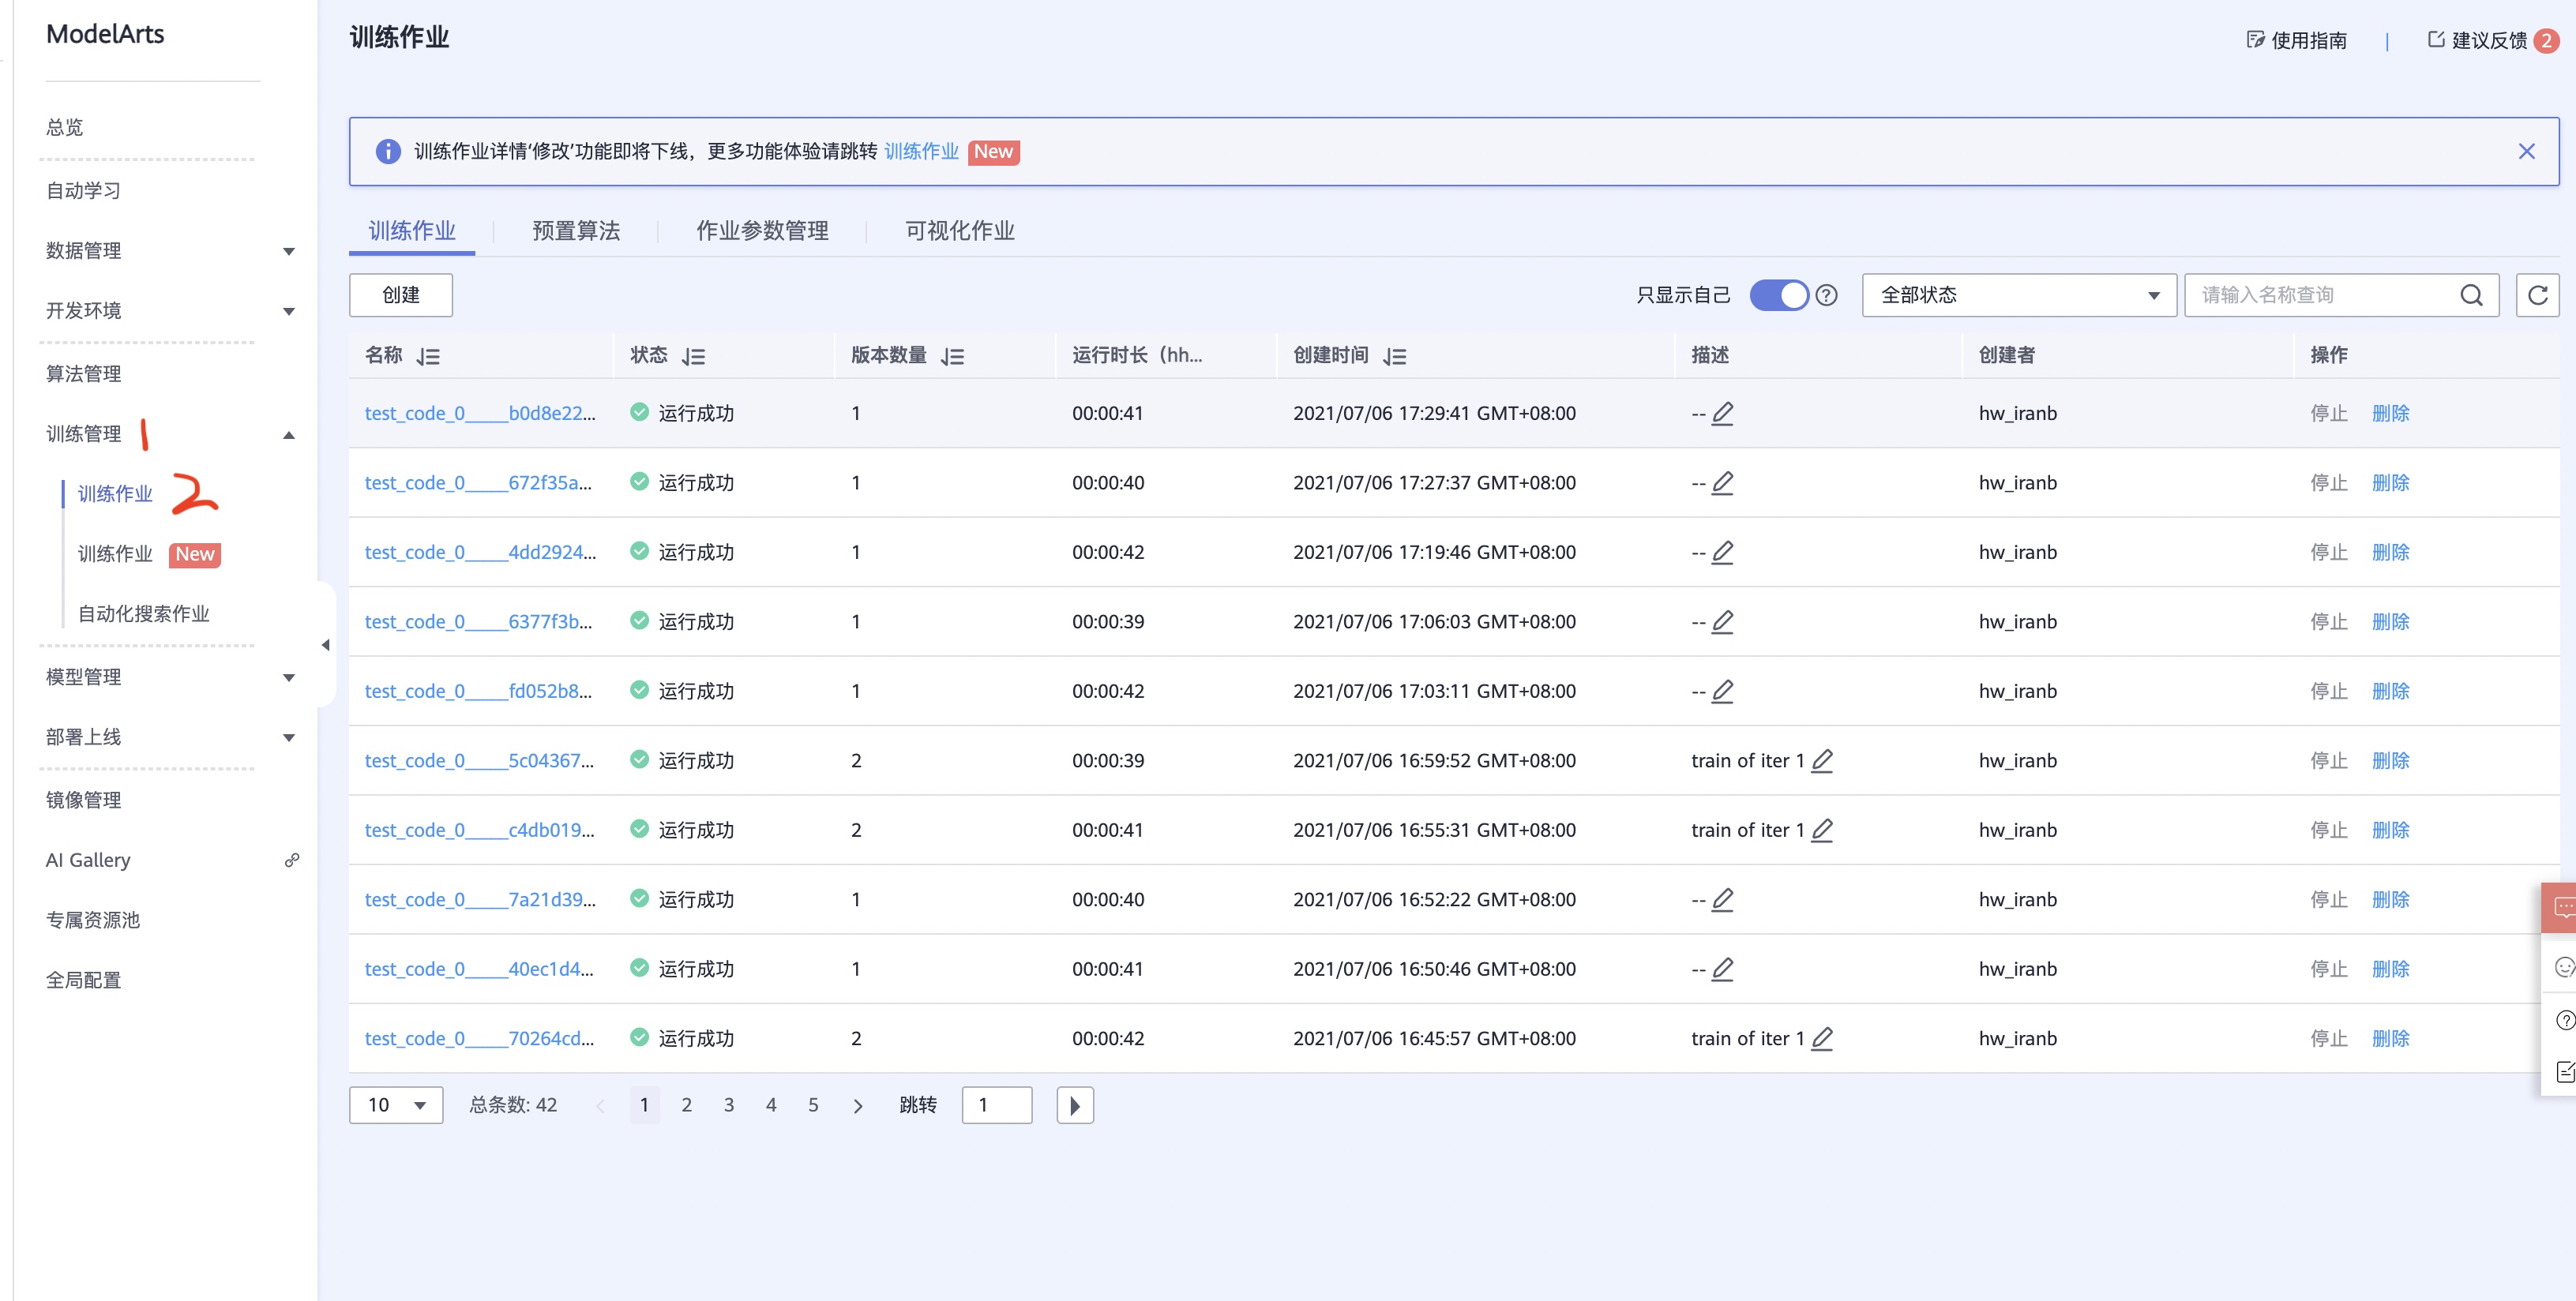 ModelArts
总览
自动学习
数据管理
开发环境
算法管理
训练管理 1
训练作业 2
训练作业 New
自动化搜索作业
模型管理
部署上线
镜像管理
AI Gallery
专属资源池
全局配置
训练作业
使用指南 | 建议反馈 2
训练作业详情‘修改’功能即将下线，更多功能体验请跳转 训练作业 New
训练作业 预置算法 作业参数管理 可视化作业
创建 只显示自己 全部状态 请输入名称查询
名称 状态 版本数量 运行时长（hh... 创建时间 描述 创建者 操作
test_code_0_____b0d8e22... 运行成功 1 00:00:41 2021/07/06 17:29:41 GMT+08:00 -- hw_iranb 停止 删除
test_code_0_____672f35a... 运行成功 1 00:00:40 2021/07/06 17:27:37 GMT+08:00 -- hw_iranb 停止 删除
test_code_0_____4dd2924... 运行成功 1 00:00:42 2021/07/06 17:19:46 GMT+08:00 -- hw_iranb 停止 删除
test_code_0_____6377f3b... 运行成功 1 00:00:39 2021/07/06 17:06:03 GMT+08:00 -- hw_iranb 停止 删除
test_code_0_____fd052b8... 运行成功 1 00:00:42 2021/07/06 17:03:11 GMT+08:00 -- hw_iranb 停止 删除
test_code_0_____5c04367... 运行成功 2 00:00:39 2021/07/06 16:59:52 GMT+08:00 train of iter 1 hw_iranb 停止 删除
test_code_0_____c4db019... 运行成功 2 00:00:41 2021/07/06 16:55:31 GMT+08:00 train of iter 1 hw_iranb 停止 删除
test_code_0_____7a21d39... 运行成功 1 00:00:40 2021/07/06 16:52:22 GMT+08:00 -- hw_iranb 停止 删除
test_code_0_____40ec1d4... 运行成功 1 00:00:41 2021/07/06 16:50:46 GMT+08:00 -- hw_iranb 停止 删除
test_code_0_____70264cd... 运行成功 2 00:00:42 2021/07/06 16:45:57 GMT+08:00 train of iter 1 hw_iranb 停止 删除
10 总条数: 42 < 1 2 3 4 5 > 跳转 1